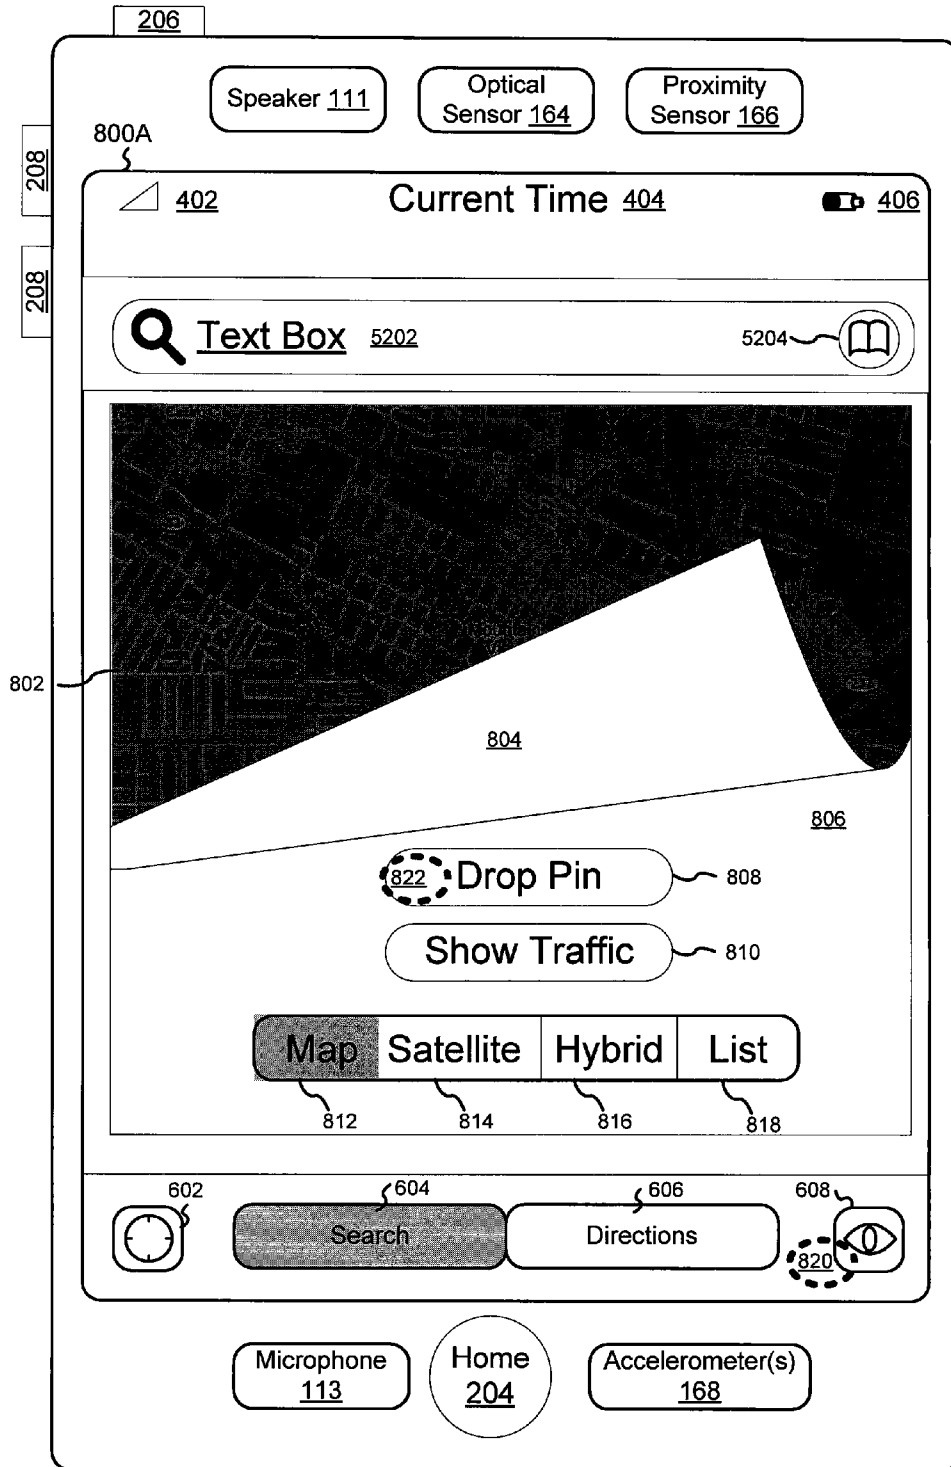 206
Speaker 111
Optical
Sensor 164
Proximity
Sensor 166
800A
208
208
402
Current Time 404
406
Text Box 5202
5204
802
804
806
822 Drop Pin
808
Show Traffic
810
Map Satellite Hybrid List
812 814 816 818
602 604 606 608
Search Directions
820
Microphone
113
Home
204
Accelerometer(s)
168